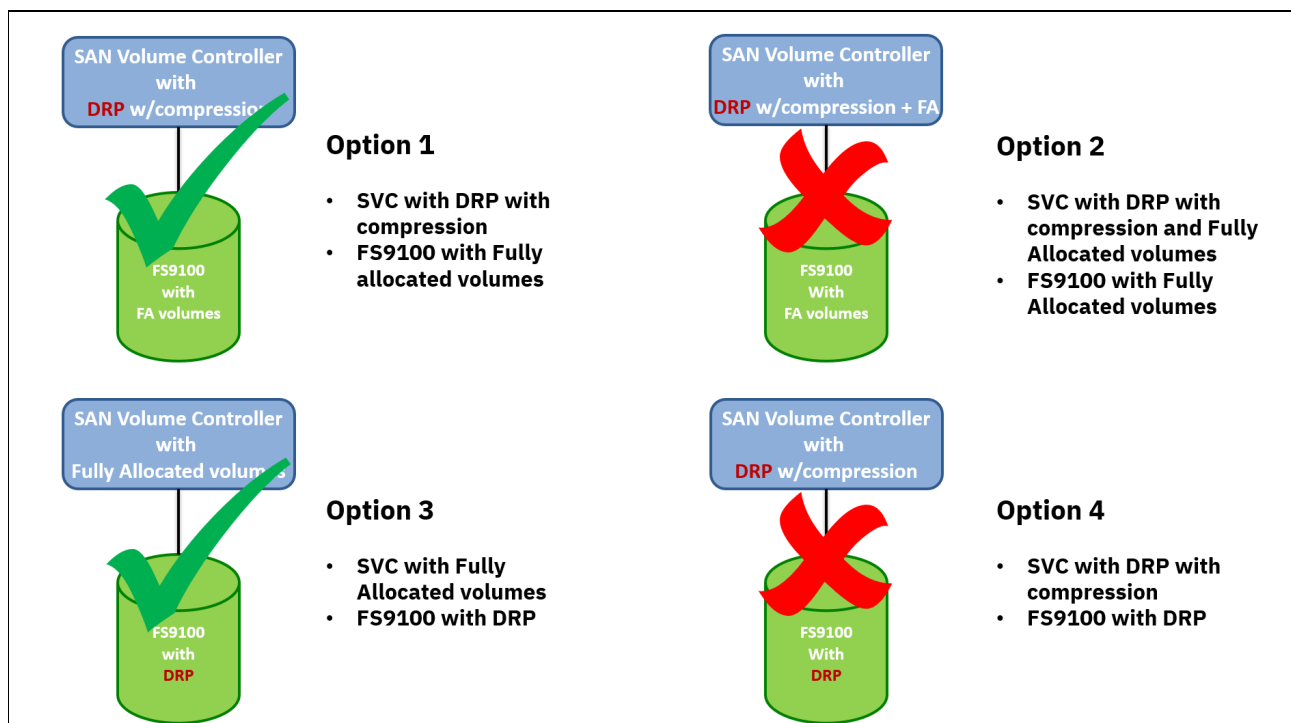 SAN Volume Controller
with
DRP w/compression
FS9100
with
FA volumes
Option 1
• SVC with DRP with
compression
• FS9100 with Fully
allocated volumes
SAN Volume Controller
with
DRP w/compression + FA
FS9100
With
FA volumes
Option 2
• SVC with DRP with
compression and Fully
Allocated volumes
• FS9100 with Fully
Allocated volumes
SAN Volume Controller
with
Fully Allocated volumes
FS9100
with
DRP
Option 3
• SVC with Fully
Allocated volumes
• FS9100 with DRP
SAN Volume Controller
with
DRP w/compression
FS9100
With
DRP
Option 4
• SVC with DRP with
compression
• FS9100 with DRP